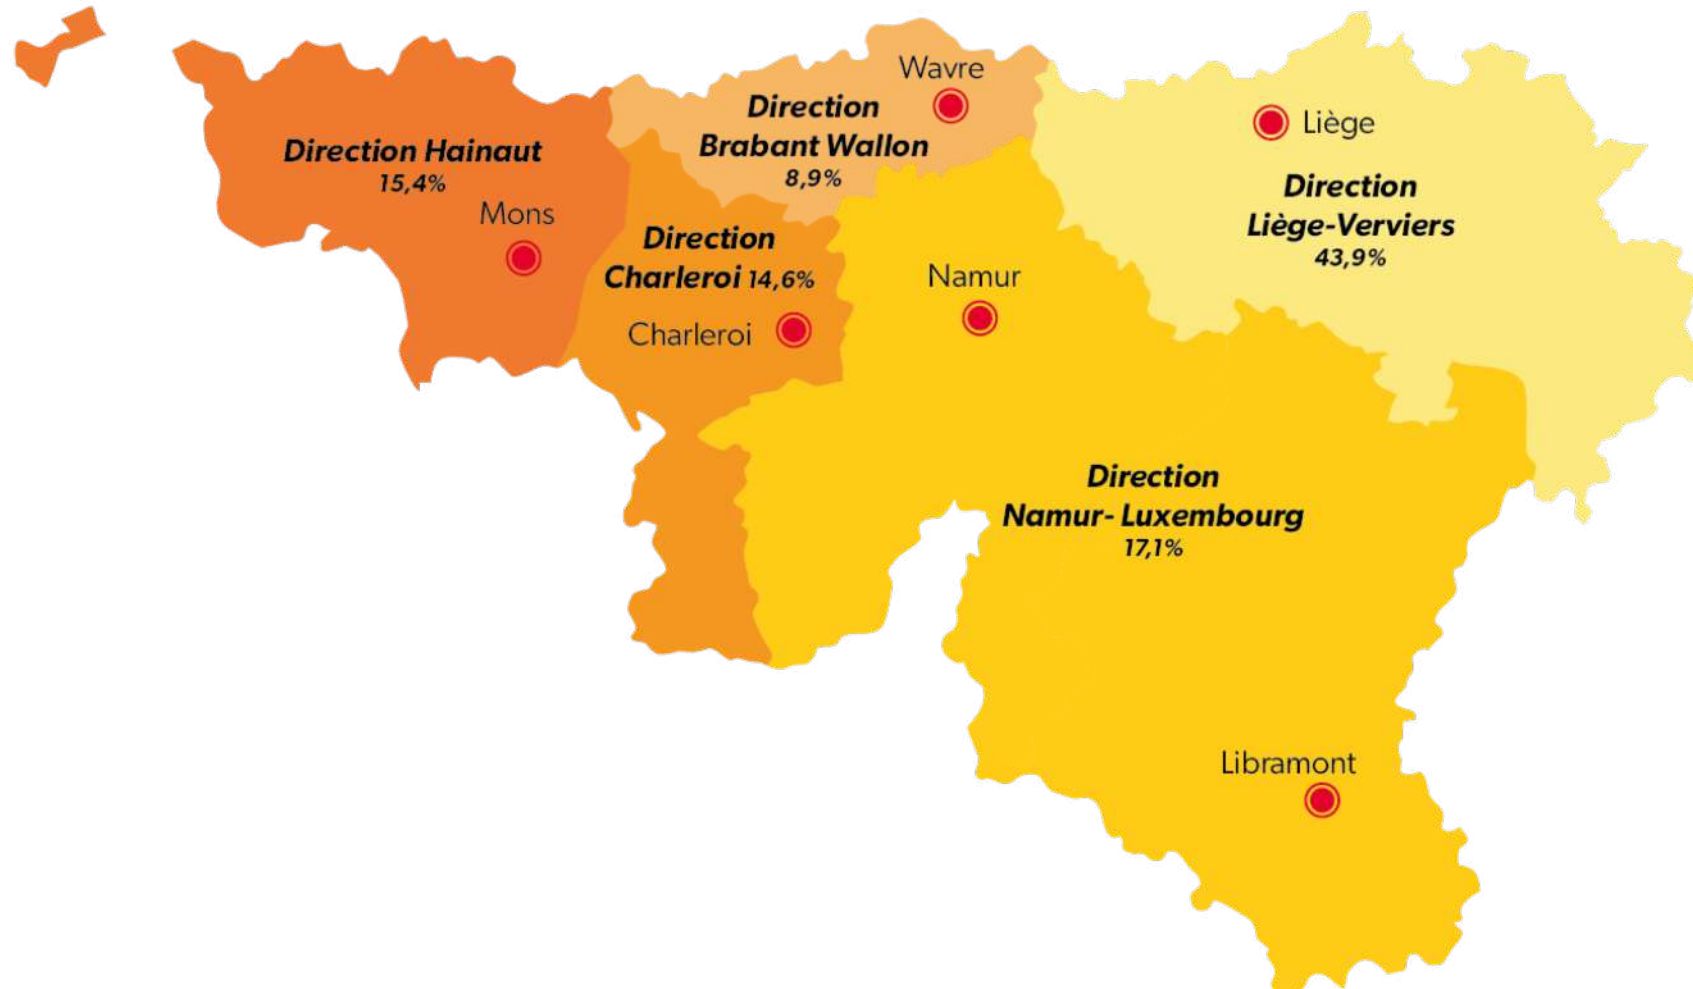 Wavre
Direction
Brabant Wallon
8,9%
Direction Hainaut
15,4%
Mons
Direction
Charleroi 14,6%
Charleroi
Namur
Liège
Direction
Liège-Verviers
43,9%
Direction
Namur- Luxembourg
17,1%
Libramont